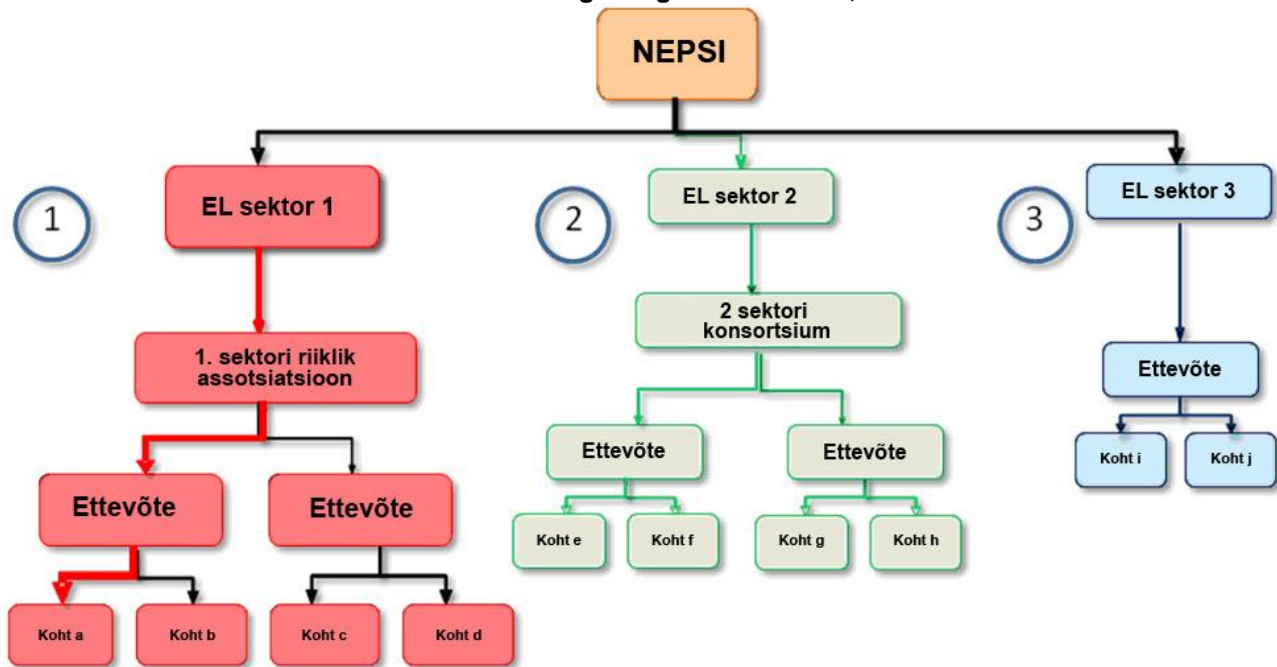 NEPSI
EL sektor 1
EL sektor 2
EL sektor 3
1
2
3
1. sektori riiklik
assotsiatsioon
2 sektori
konsortsium
Ettevõte
Ettevõte
Ettevõte
Ettevõte
Ettevõte
Koht a
Koht b
Koht c
Koht d
Koht e
Koht f
Koht g
Koht h
Koht i
Koht j